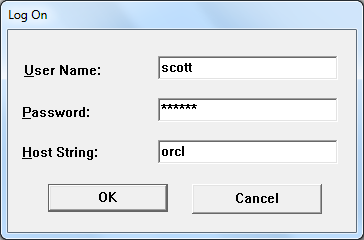 Log On
User Name: scott
Password: ******
Host String: orcl
OK Cancel